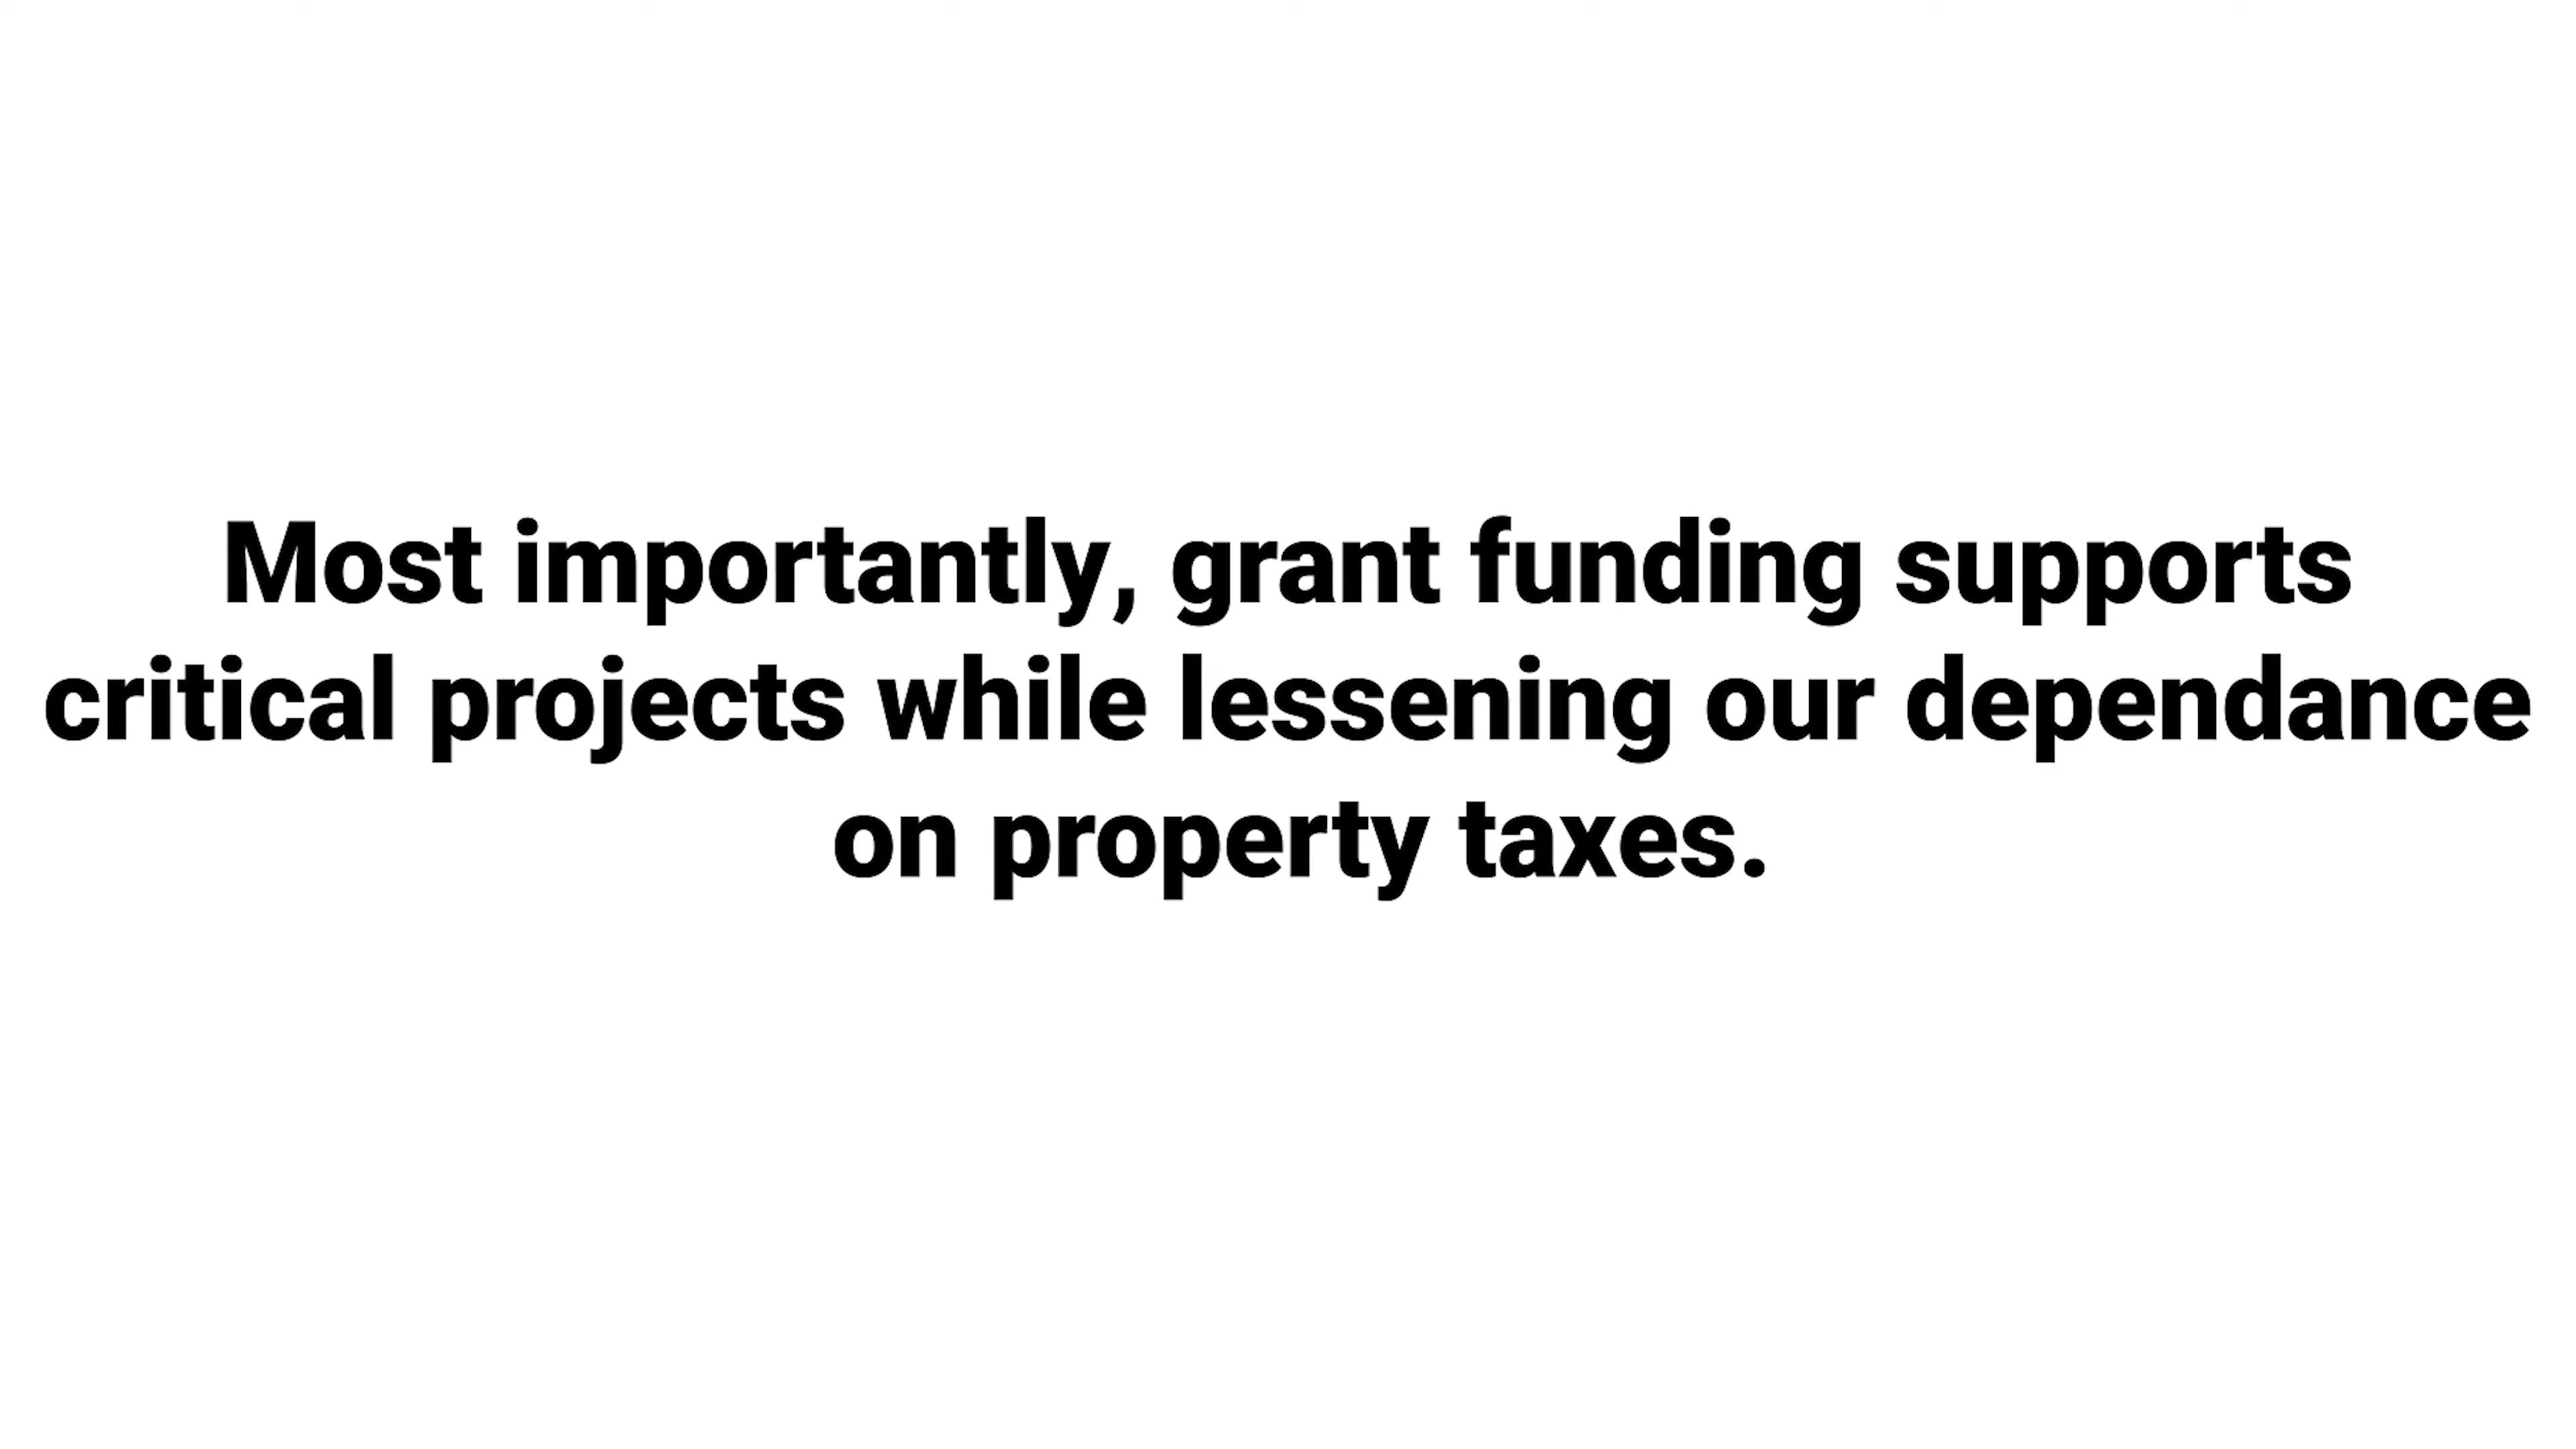 Most importantly, grant funding supports
critical projects while lessening our dependance
on property taxes.